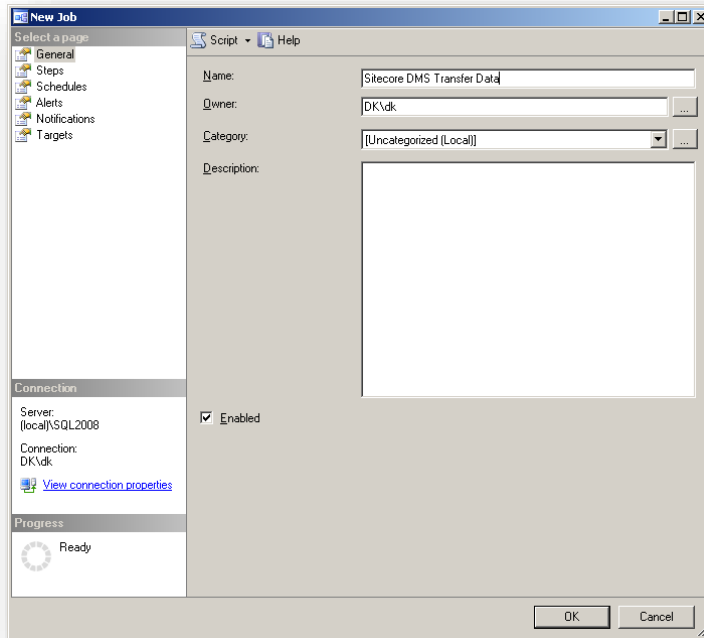 New Job
Select a page
General
Steps
Schedules
Alerts
Notifications
Targets
Script
Help
Name:
Sitecore DMS Transfer Data
Owner:
DK\dk
...
Category:
[Uncategorized (Local)]
...
Description:
Enabled
Connection
Server:
(local)\SQL2008
Connection:
DK\dk
View connection properties
Progress
Ready
OK
Cancel